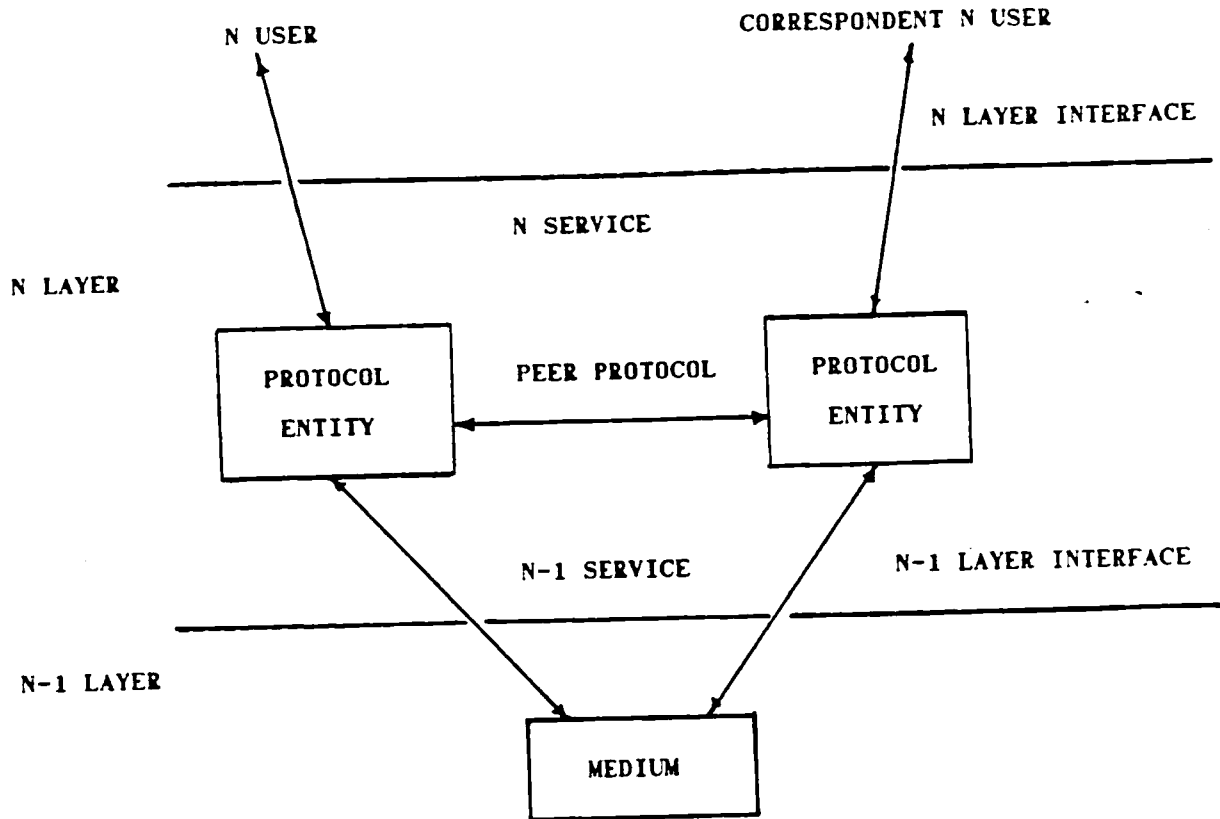 N USER
CORRESPONDENT N USER
N LAYER INTERFACE
N SERVICE
N LAYER
PROTOCOL
ENTITY
PEER PROTOCOL
PROTOCOL
ENTITY
N-1 SERVICE
N-1 LAYER INTERFACE
N-1 LAYER
MEDIUM